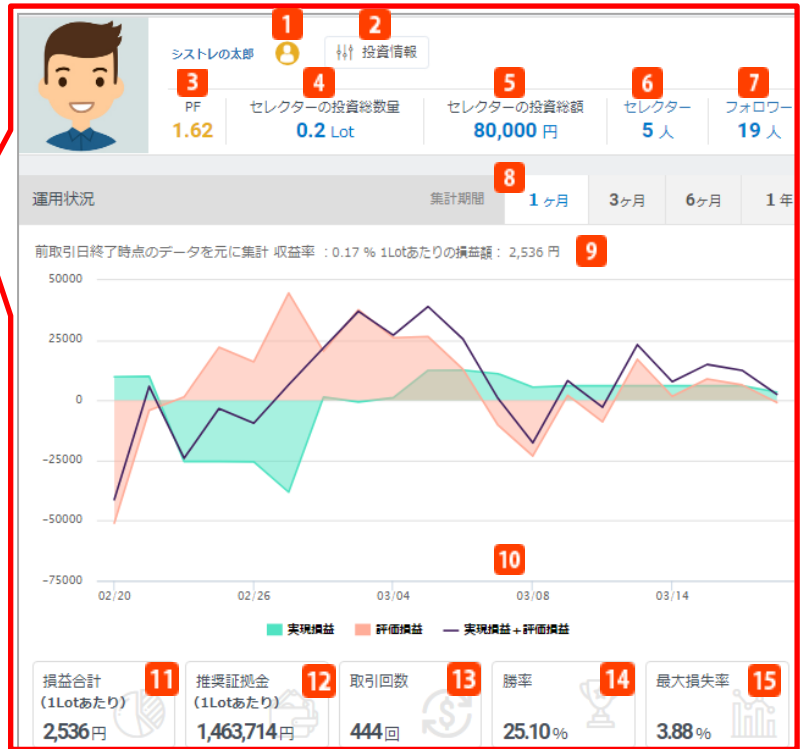 1 2
シストレの太郎 投資情報
3 4 5 6 7
PF セレクターの投資総数量 セレクターの投資総額 セレクター フォロワー
1.62 0.2 Lot 80,000 円 5 人 19 人
8
運用状況 集計期間 1 ヶ月 3ヶ月 6ヶ月 1 年
前取引日終了時点のデータを元に集計 収益率 : 0.17 % 1Lotあたりの損益額: 2,536 円 9
50000
25000
0
-25000
-50000
10
-75000
02/20 02/26 03/04 03/08 03/14
実現損益 評価損益 実現損益+評価損益
損益合計 11 推奨証拠金 12 取引回数 13 勝率 14 最大損失率 15
(1Lotあたり) (1Lotあたり)
2,536円 1,463,714円 444回 25.10% 3.88%